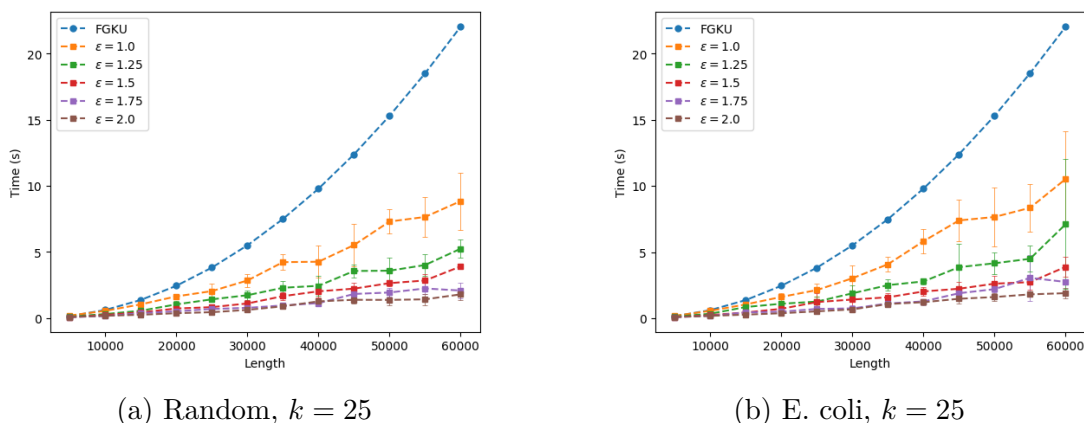 FGKU
ε = 1.0
ε = 1.25
ε = 1.5
ε = 1.75
ε = 2.0
20
15
10
5
0
Time (s)
10000 20000 30000 40000 50000 60000
Length
(a) Random, k = 25
FGKU
ε = 1.0
ε = 1.25
ε = 1.5
ε = 1.75
ε = 2.0
20
15
10
5
0
Time (s)
10000 20000 30000 40000 50000 60000
Length
(b) E. coli, k = 25